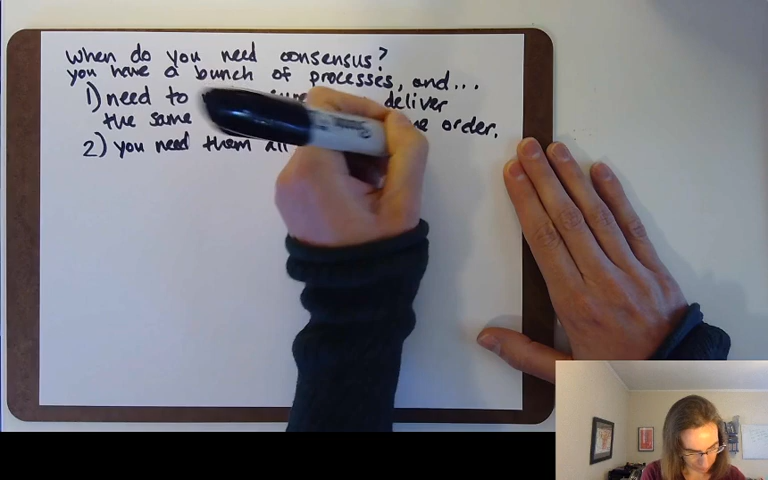 When do you need consensus?
you have a bunch of processes, and...
1) need to deliver
the same order.
2) you need them all